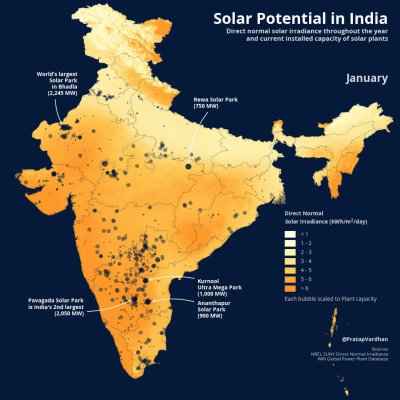 Solar Potential in India
Direct normal solar irradiance throughout the year
and current installed capacity of solar plants
January
World's largest
Solar Park
in Bhadla
(2,245 MW)
Rewa Solar Park
(750 MW)
Direct Normal
Solar Irradiance (kWh/m²/day)
< 1
1 - 2
2 - 3
3 - 4
4 - 5
5 - 6
> 6
Each bubble scaled to Plant capacity
Kurnool
Ultra Mega Park
(1,000 MW)
Pavagada Solar Park
is India's 2nd largest
(2,050 MW)
Ananthapur
Solar Park
(900 MW)
@PratapVardhan
Sources
NREL SUNY Direct Normal Irradiance
WRI Global Power Plant Database